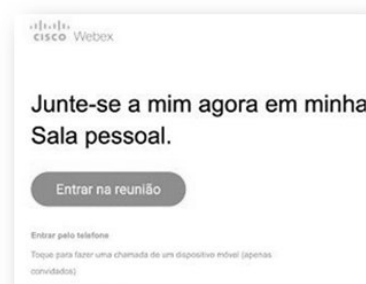 cisco Webex
Junte-se a mim agora em minha
Sala pessoal.
Entrar na reunião
Entrar pelo telefone
Toque para fazer uma chamada de um dispositivo móvel (apenas
convidados)